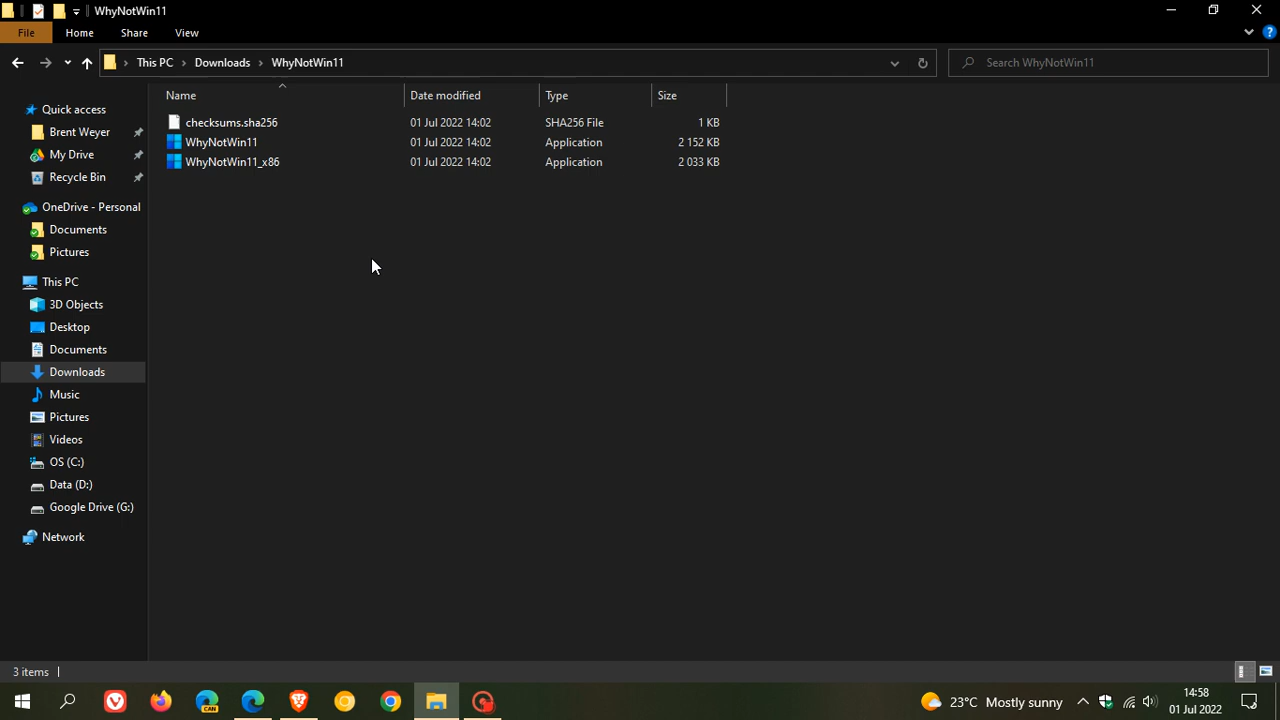 WhyNotWin11
File
Home
Share
View
This PC
Downloads
WhyNotWin11
Search WhyNotWin11
Name
Date modified
Type
Size
checksums.sha256
01 Jul 2022 14:02
SHA256 File
1 KB
WhyNotWin11
01 Jul 2022 14:02
Application
2 152 KB
WhyNotWin11_x86
01 Jul 2022 14:02
Application
2 033 KB
Quick access
Brent Weyer
My Drive
Recycle Bin
OneDrive - Personal
Documents
Pictures
This PC
3D Objects
Desktop
Documents
Downloads
Music
Pictures
Videos
OS (C:)
Data (D:)
Google Drive (G:)
Network
3 items
CAN
23°C Mostly sunny
14:58
01 Jul 2022